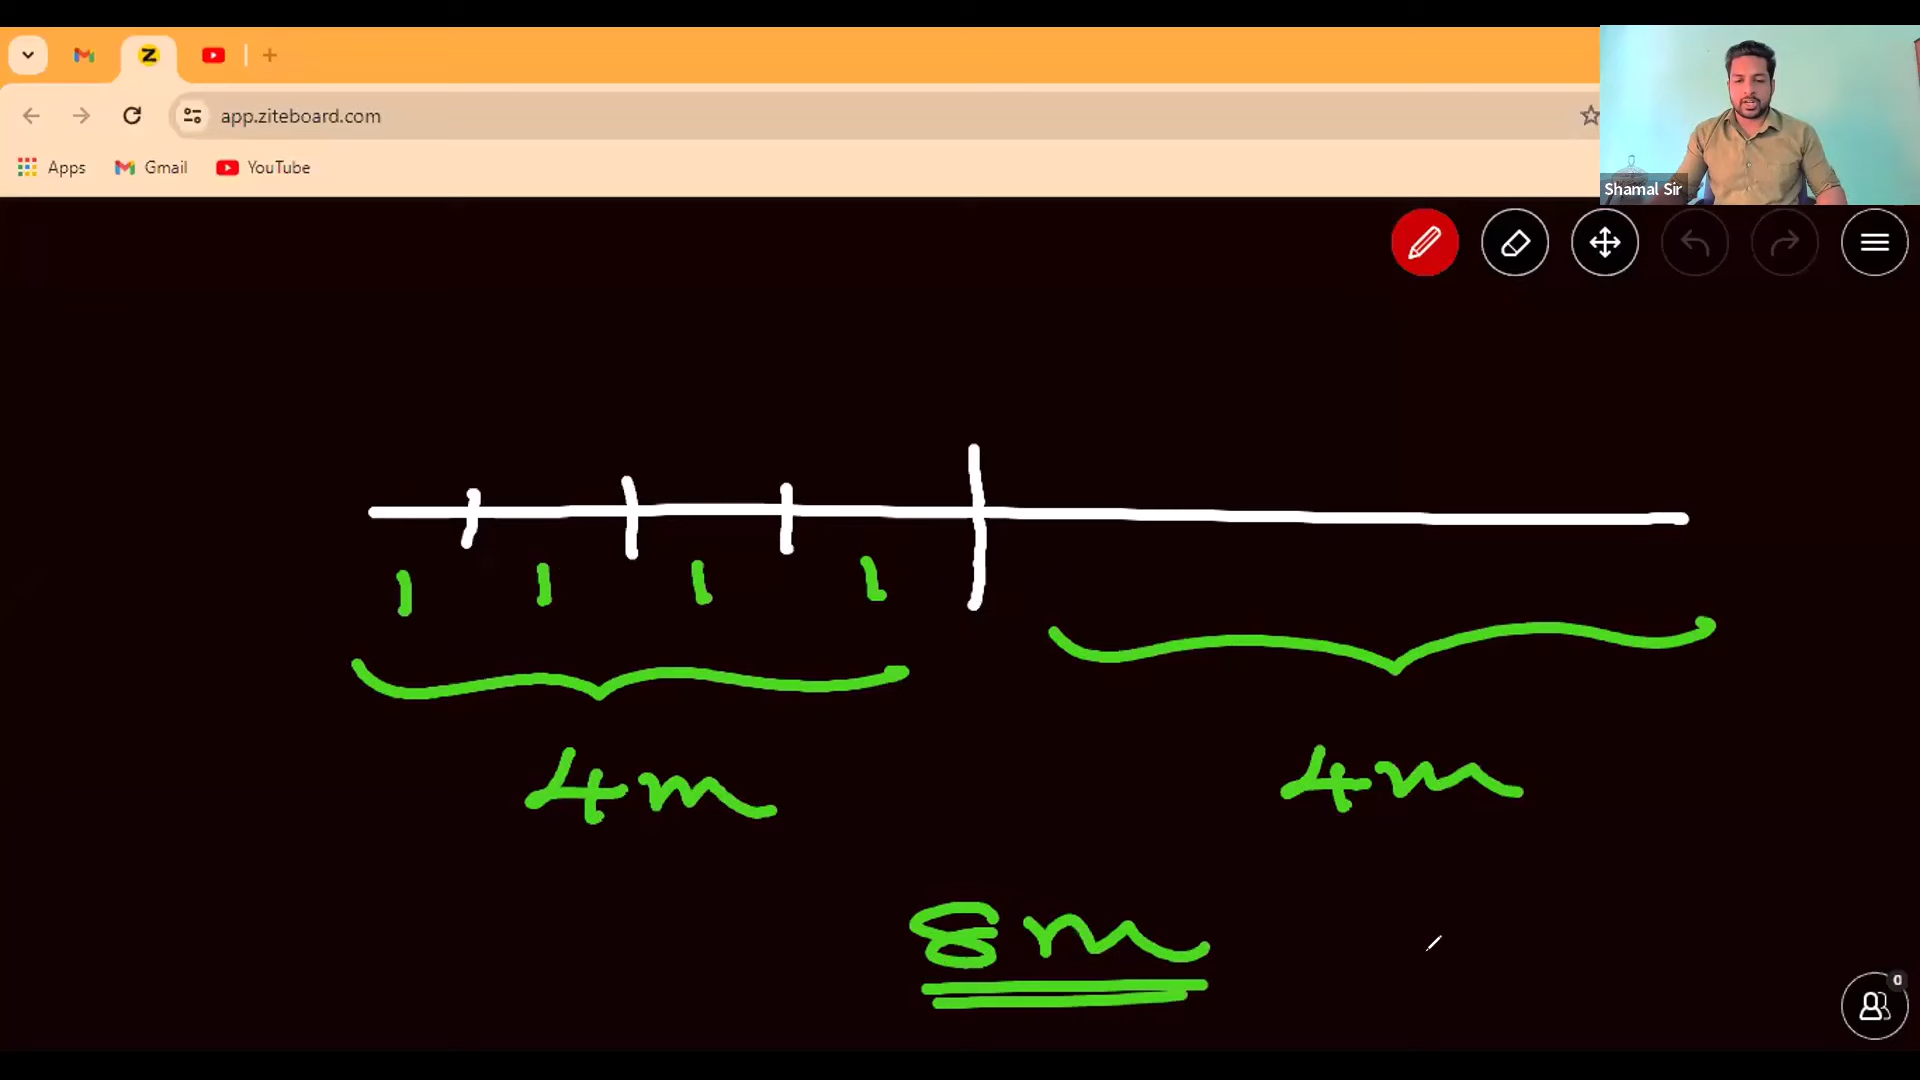 app.ziteboard.com
Apps Gmail YouTube
Shamal Sir
1 1 1 1
4m 4m
8m
0